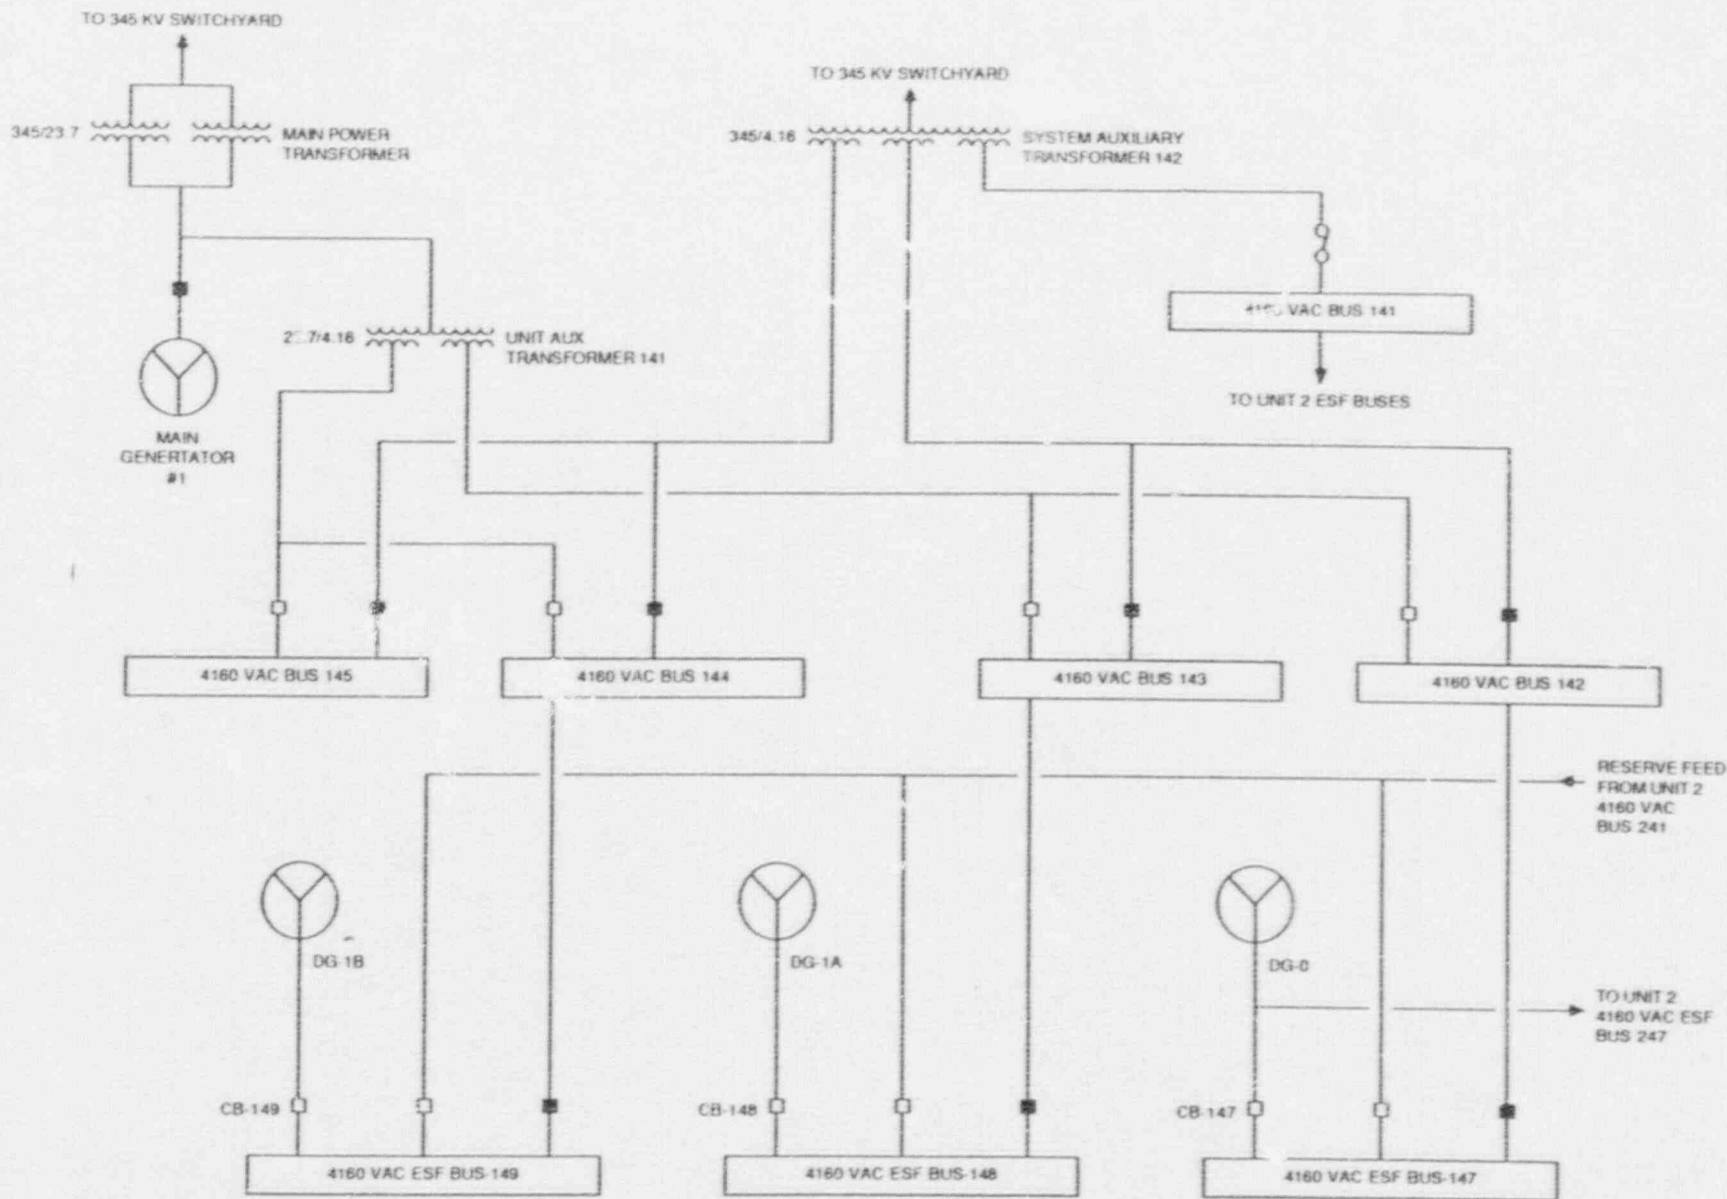 TO 345 KV SWITCHYARD
345/23.7
MAIN POWER
TRANSFORMER
TO 345 KV SWITCHYARD
345/4.16
SYSTEM AUXILIARY
TRANSFORMER 142
4160 VAC BUS 141
TO UNIT 2 ESF BUSES
7/4.16
UNIT AUX
TRANSFORMER 141
MAIN
GENERTATOR
#1
4160 VAC BUS 145
4160 VAC BUS 144
4160 VAC BUS 143
4160 VAC BUS 142
RESERVE FEED
FROM UNIT 2
4160 VAC
BUS 241
DG-1B
DG-1A
DG-0
TO UNIT 2
4160 VAC ESF
BUS 247
CB-149
CB-148
CB-147
4160 VAC ESF BUS-149
4160 VAC ESF BUS-148
4160 VAC ESF BUS-147